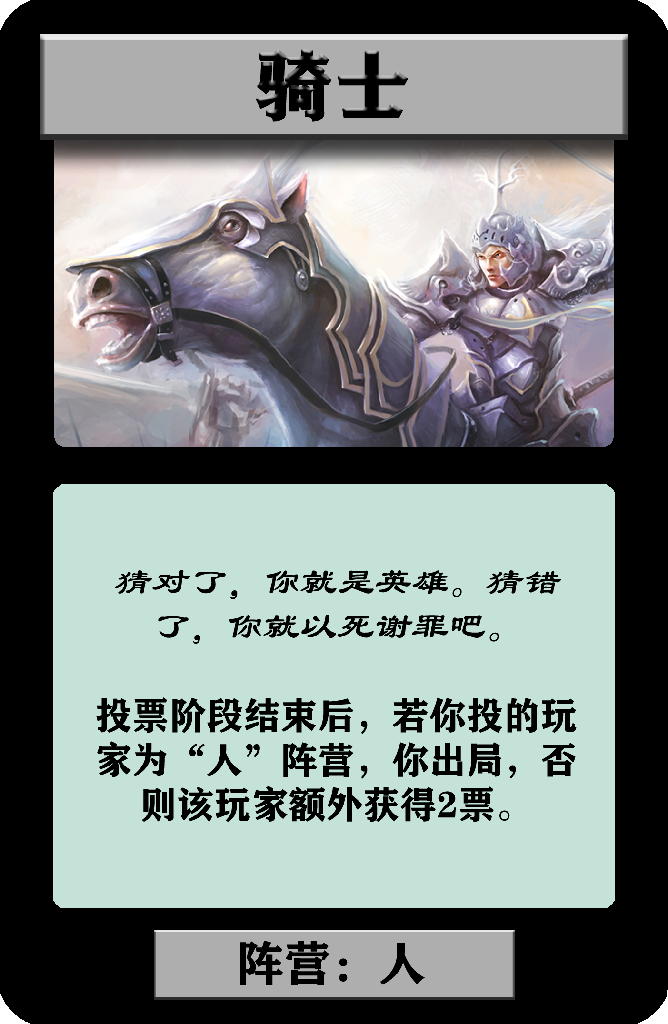 骑士
猜对了，你就是英雄。猜错
了，你就以死谢罪吧。
投票阶段结束后，若你投的玩
家为“人”阵营，你出局，否
则该玩家额外获得2票。
阵营：人